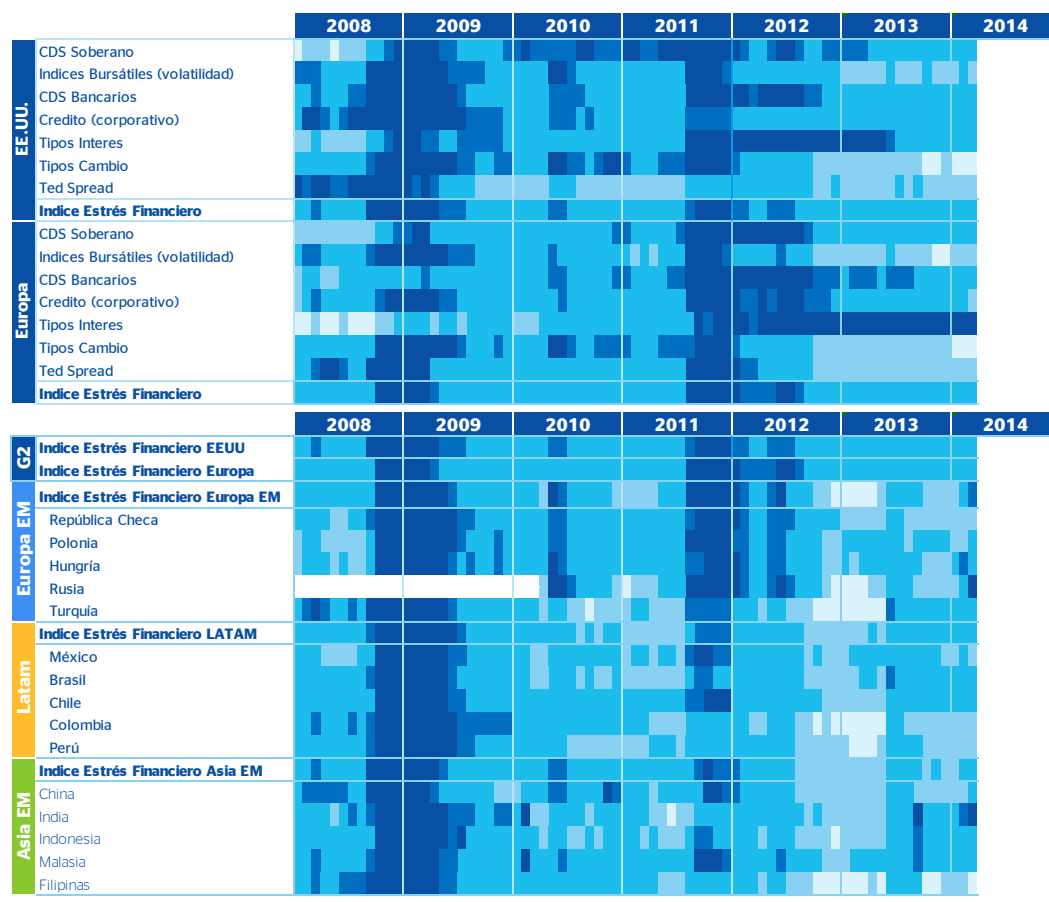 2008 2009 2010 2011 2012 2013 2014
EE.UU.
CDS Soberano
Indices Bursátiles (volatilidad)
CDS Bancarios
Credito (corporativo)
Tipos Interes
Tipos Cambio
Ted Spread
Indice Estrés Financiero
Europa
CDS Soberano
Indices Bursátiles (volatilidad)
CDS Bancarios
Credito (corporativo)
Tipos Interes
Tipos Cambio
Ted Spread
Indice Estrés Financiero
2008 2009 2010 2011 2012 2013 2014
G2
Indice Estrés Financiero EEUU
Indice Estrés Financiero Europa
Europa EM
Indice Estrés Financiero Europa EM
República Checa
Polonia
Hungría
Rusia
Turquía
Latam
Indice Estrés Financiero LATAM
México
Brasil
Chile
Colombia
Perú
Asia EM
Indice Estrés Financiero Asia EM
China
India
Indonesia
Malasia
Filipinas